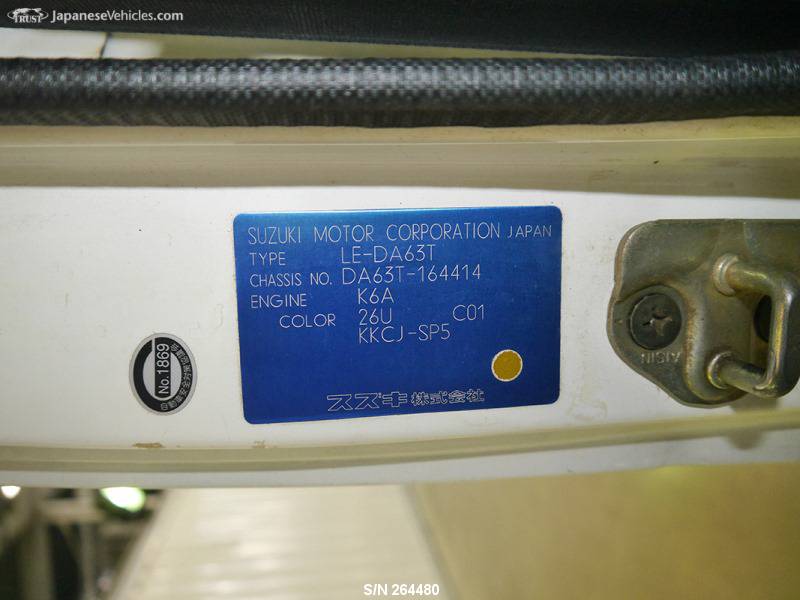 TRUST JapaneseVehicles.com
SUZUKI MOTOR CORPORATION JAPAN
TYPE LE-DA63T
CHASSIS NO. DA63T-164414
ENGINE K6A
COLOR 26U C01
KKCJ-SP5
スズキ株式会社
No.1869
AISIN
S/N 264480